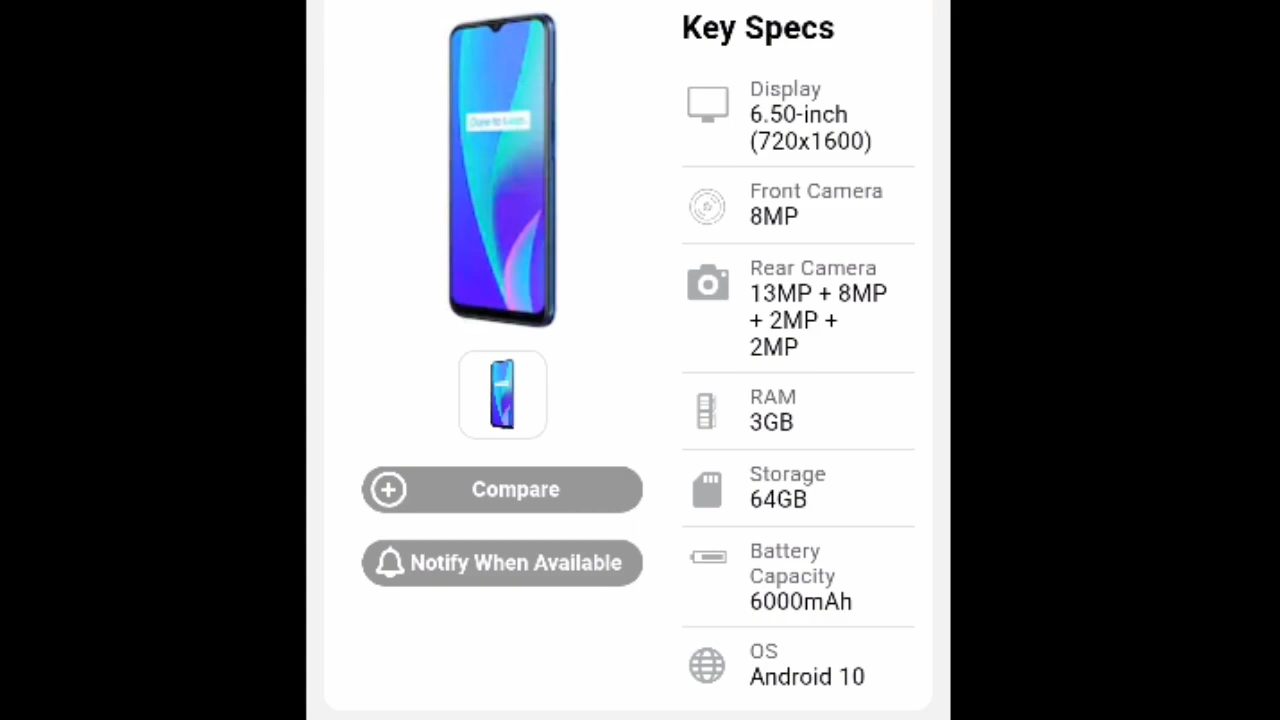 Key Specs
Display
6.50-inch
(720x1600)
Front Camera
8MP
Rear Camera
13MP + 8MP
+ 2MP +
2MP
RAM
3GB
Storage
64GB
Battery
Capacity
6000mAh
OS
Android 10
Compare
Notify When Available